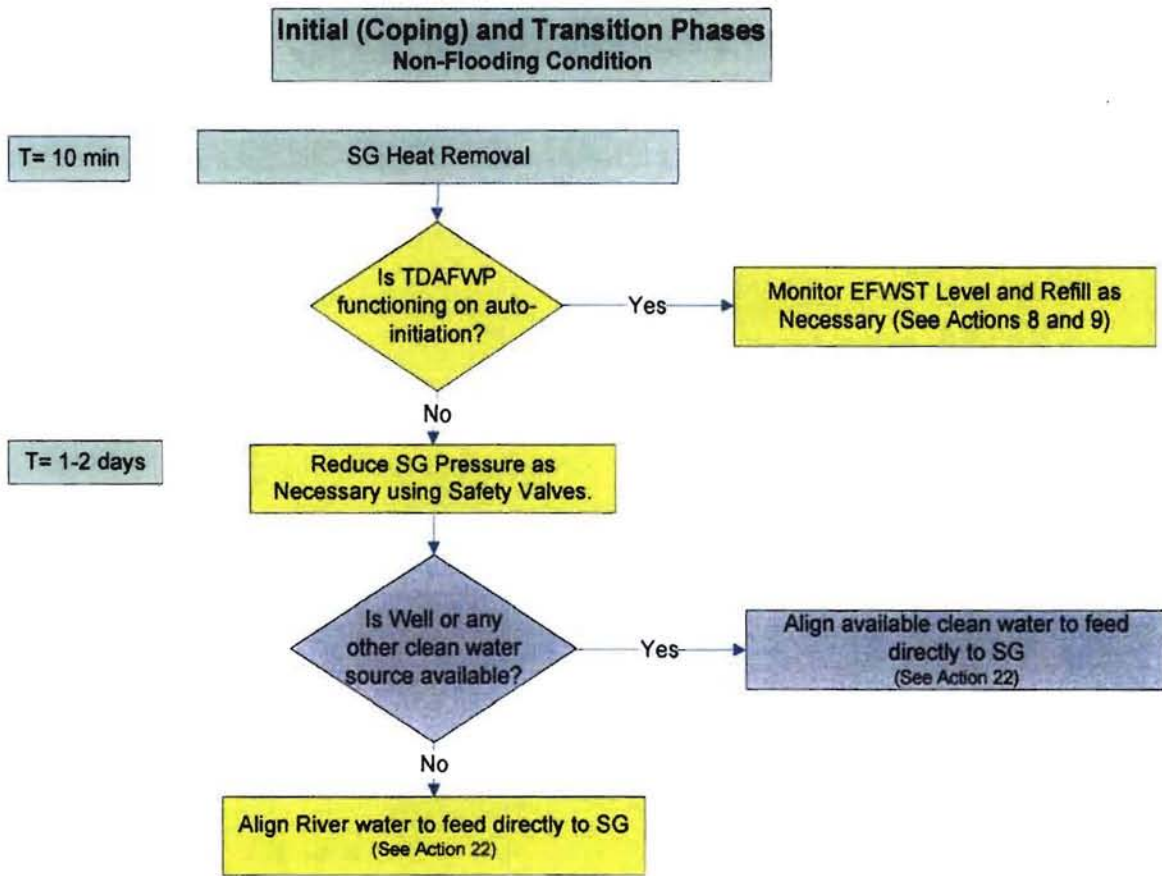 Initial (Coping) and Transition Phases
Non-Flooding Condition
T= 10 min
SG Heat Removal
Is TDAFWP
functioning on auto-
initiation?
Yes
Monitor EFWST Level and Refill as
Necessary (See Actions 8 and 9)
No
T= 1-2 days
Reduce SG Pressure as
Necessary using Safety Valves.
Is Well or any
other clean water
source available?
Yes
Align available clean water to feed
directly to SG
(See Action 22)
No
Align River water to feed directly to SG
(See Action 22)